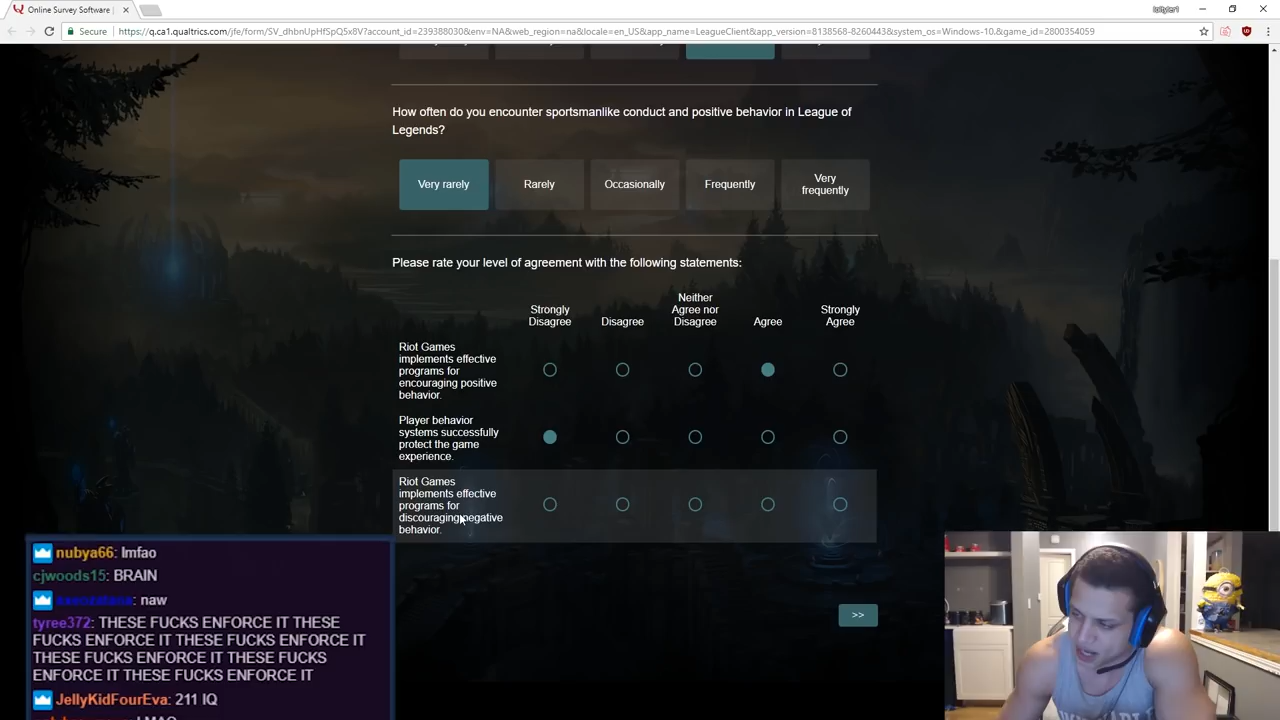 Online Survey Software |
loltyler1
Secure
https://q.ca1.qualtrics.com/jfe/form/SV_dhbnUpHfSpQ5x8V?account_id=239388030&env=NA&web_region=na&locale=en_US&app_name=LeagueClient&app_version=8138568-8260443&system_os=Windows-10.&game_id=2800354059
How often do you encounter sportsmanlike conduct and positive behavior in League of
Legends?
Very rarely
Rarely
Occasionally
Frequently
Very
frequently
Please rate your level of agreement with the following statements:
Strongly
Disagree
Disagree
Neither
Agree nor
Disagree
Agree
Strongly
Agree
Riot Games
implements effective
programs for
encouraging positive
behavior.
Player behavior
systems successfully
protect the game
experience.
Riot Games
implements effective
programs for
discouraging negative
behavior.
>>
nubya66: lmfao
cjwoods15: BRAIN
: naw
tyree372: THESE FUCKS ENFORCE IT THESE
FUCKS ENFORCE IT THESE FUCKS ENFORCE IT
THESE FUCKS ENFORCE IT THESE FUCKS
ENFORCE IT THESE FUCKS ENFORCE IT
JellyKidFourEva: 211 IQ